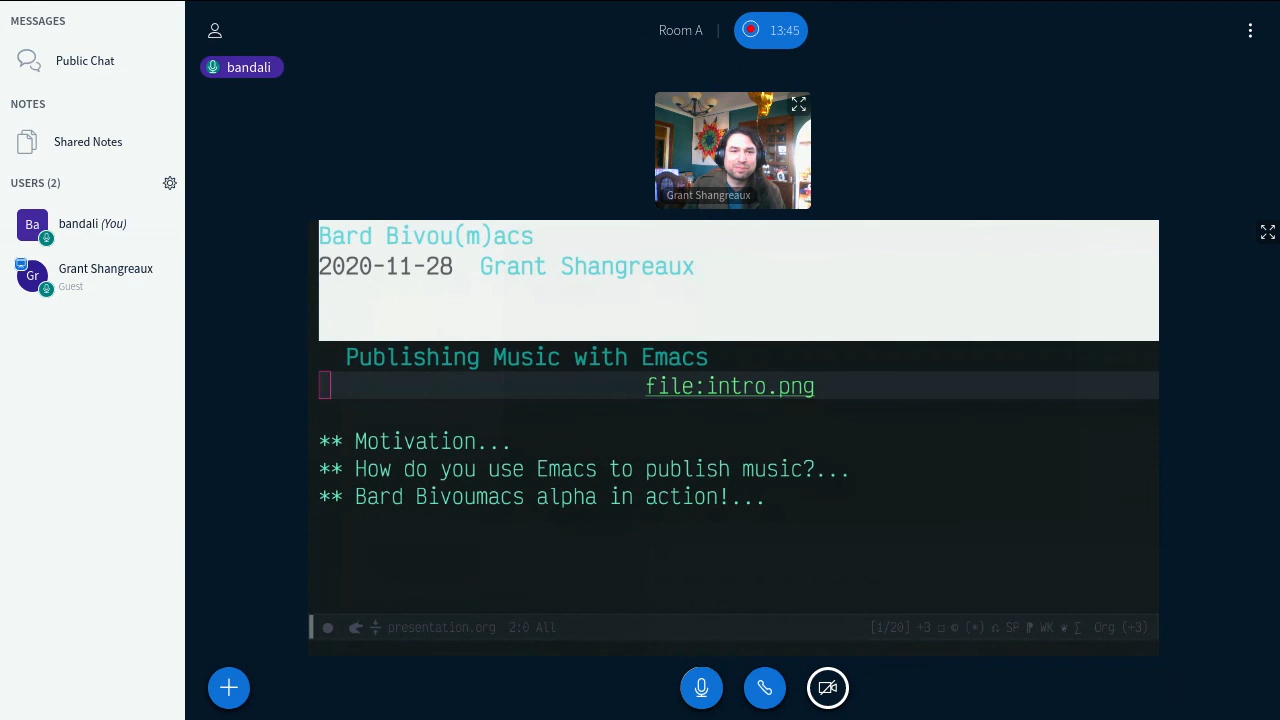 MESSAGES
Public Chat
NOTES
Shared Notes
USERS (2)
Ba
bandali (You)
Gr
Grant Shangreaux
Guest
Room A
13:45
bandali
Grant Shangreaux
Bard Bivou(m)acs
2020-11-28 Grant Shangreaux
Publishing Music with Emacs
file:intro.png
** Motivation...
** How do you use Emacs to publish music?...
** Bard Bivoumacs alpha in action!...
presentation.org 2:0 All
[1/20] +3 SP WK Org (+3)